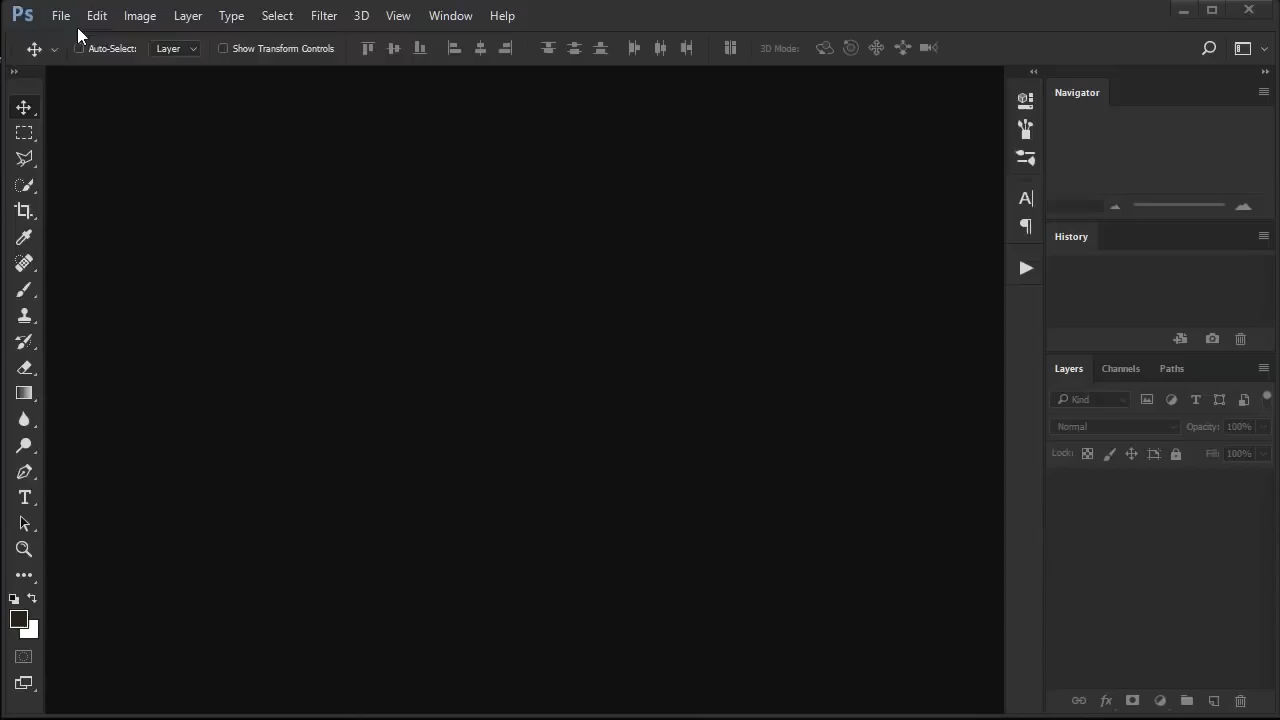 Ps File Edit Image Layer Type Select Filter 3D View Window Help
Auto-Select: Layer Show Transform Controls 3D Mode:
Navigator
History
Layers Channels Paths
Kind
Normal Opacity: 100%
Lock: Fill: 100%